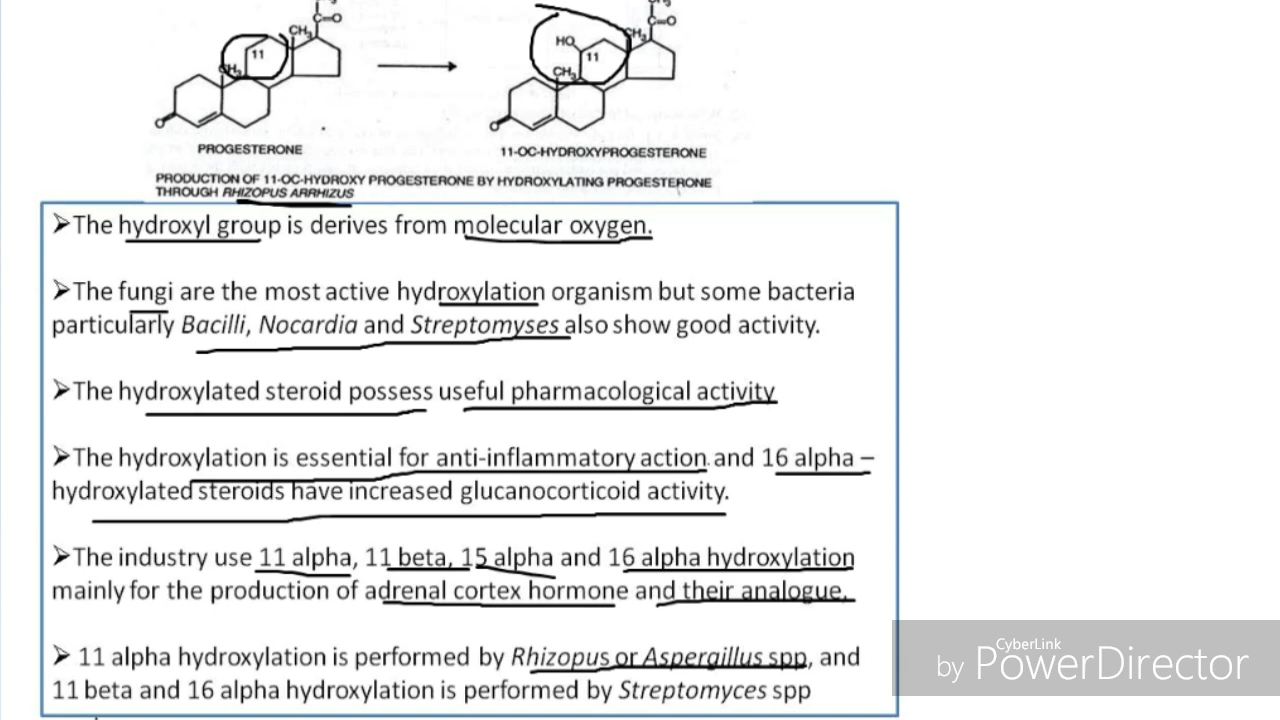 C=O
C=O
CH₃
CH₃
HO
11
11
CH₃
CH₃
O
O
PROGESTERONE
11-OC-HYDROXYPROGESTERONE
PRODUCTION OF 11-OC-HYDROXY PROGESTERONE BY HYDROXYLATING PROGESTERONE
THROUGH RHIZOPUS ARRHIZUS
➤The hydroxyl group is derives from molecular oxygen.
➤The fungi are the most active hydroxylation organism but some bacteria
particularly Bacilli, Nocardia and Streptomyses also show good activity.
➤The hydroxylated steroid possess useful pharmacological activity
➤The hydroxylation is essential for anti-inflammatory action and 16 alpha –
hydroxylated steroids have increased glucanocorticoid activity.
➤The industry use 11 alpha, 11 beta, 15 alpha and 16 alpha hydroxylation
mainly for the production of adrenal cortex hormone and their analogue.
➤ 11 alpha hydroxylation is performed by Rhizopus or Aspergillus spp, and
11 beta and 16 alpha hydroxylation is performed by Streptomyces spp
CyberLink
by PowerDirector